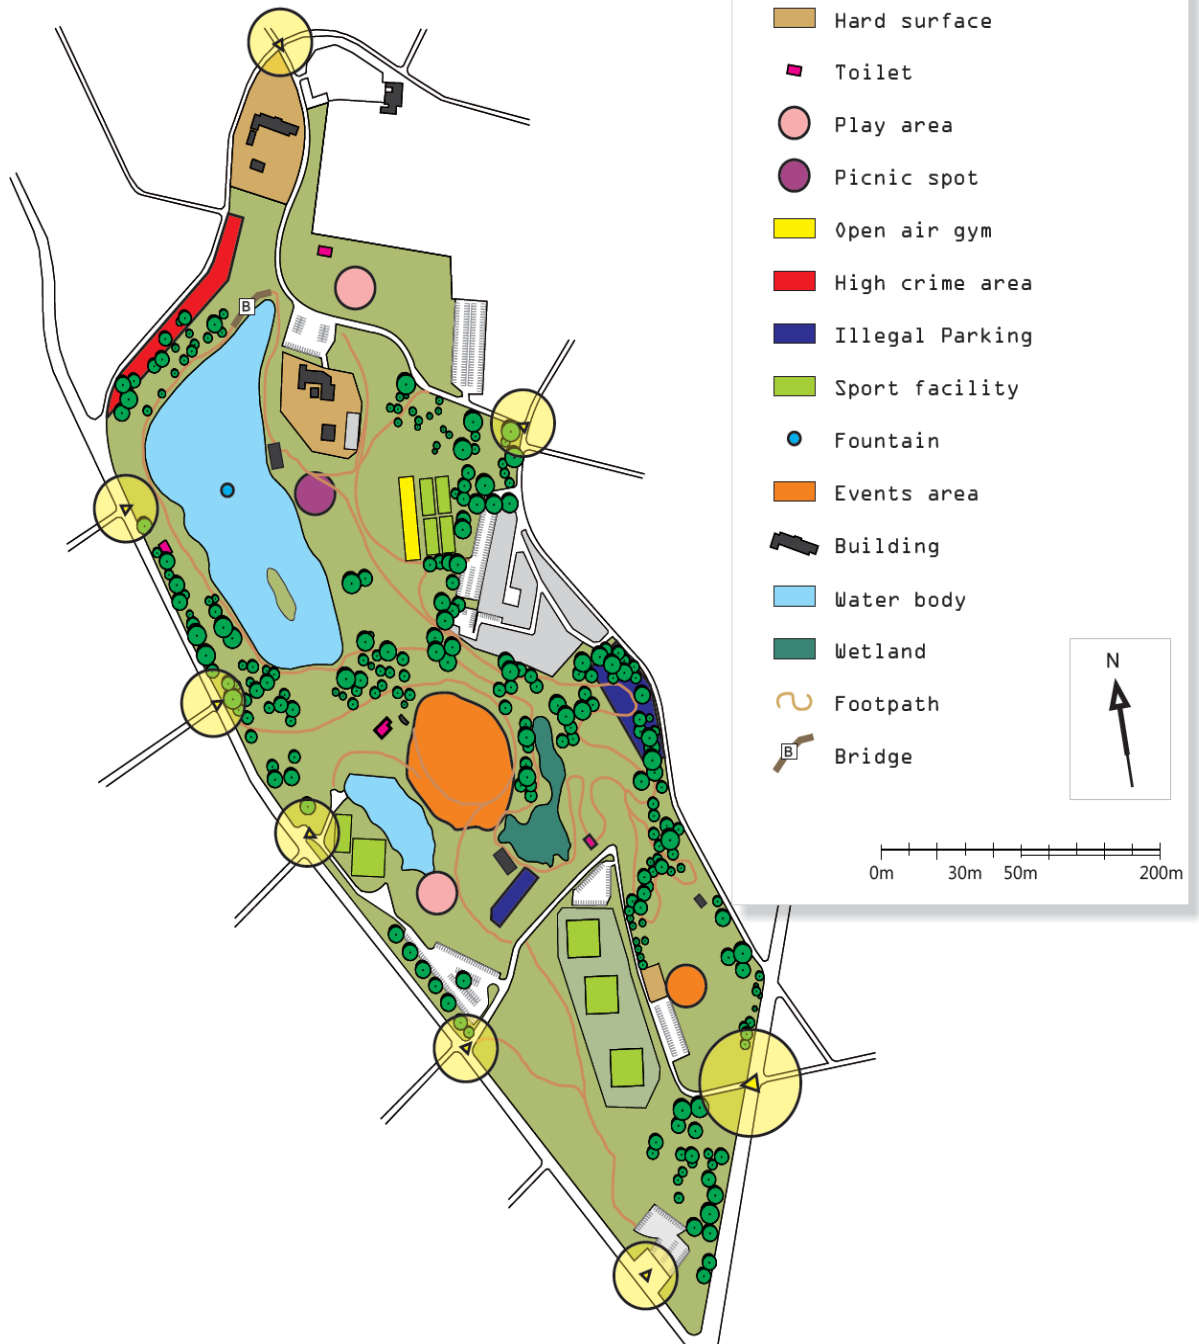 Hard surface
Toilet
Play area
Picnic spot
Open air gym
High crime area
Illegal Parking
Sport facility
Fountain
Events area
Building
Water body
Wetland
Footpath
B
Bridge
N
0m 30m 50m 200m
B